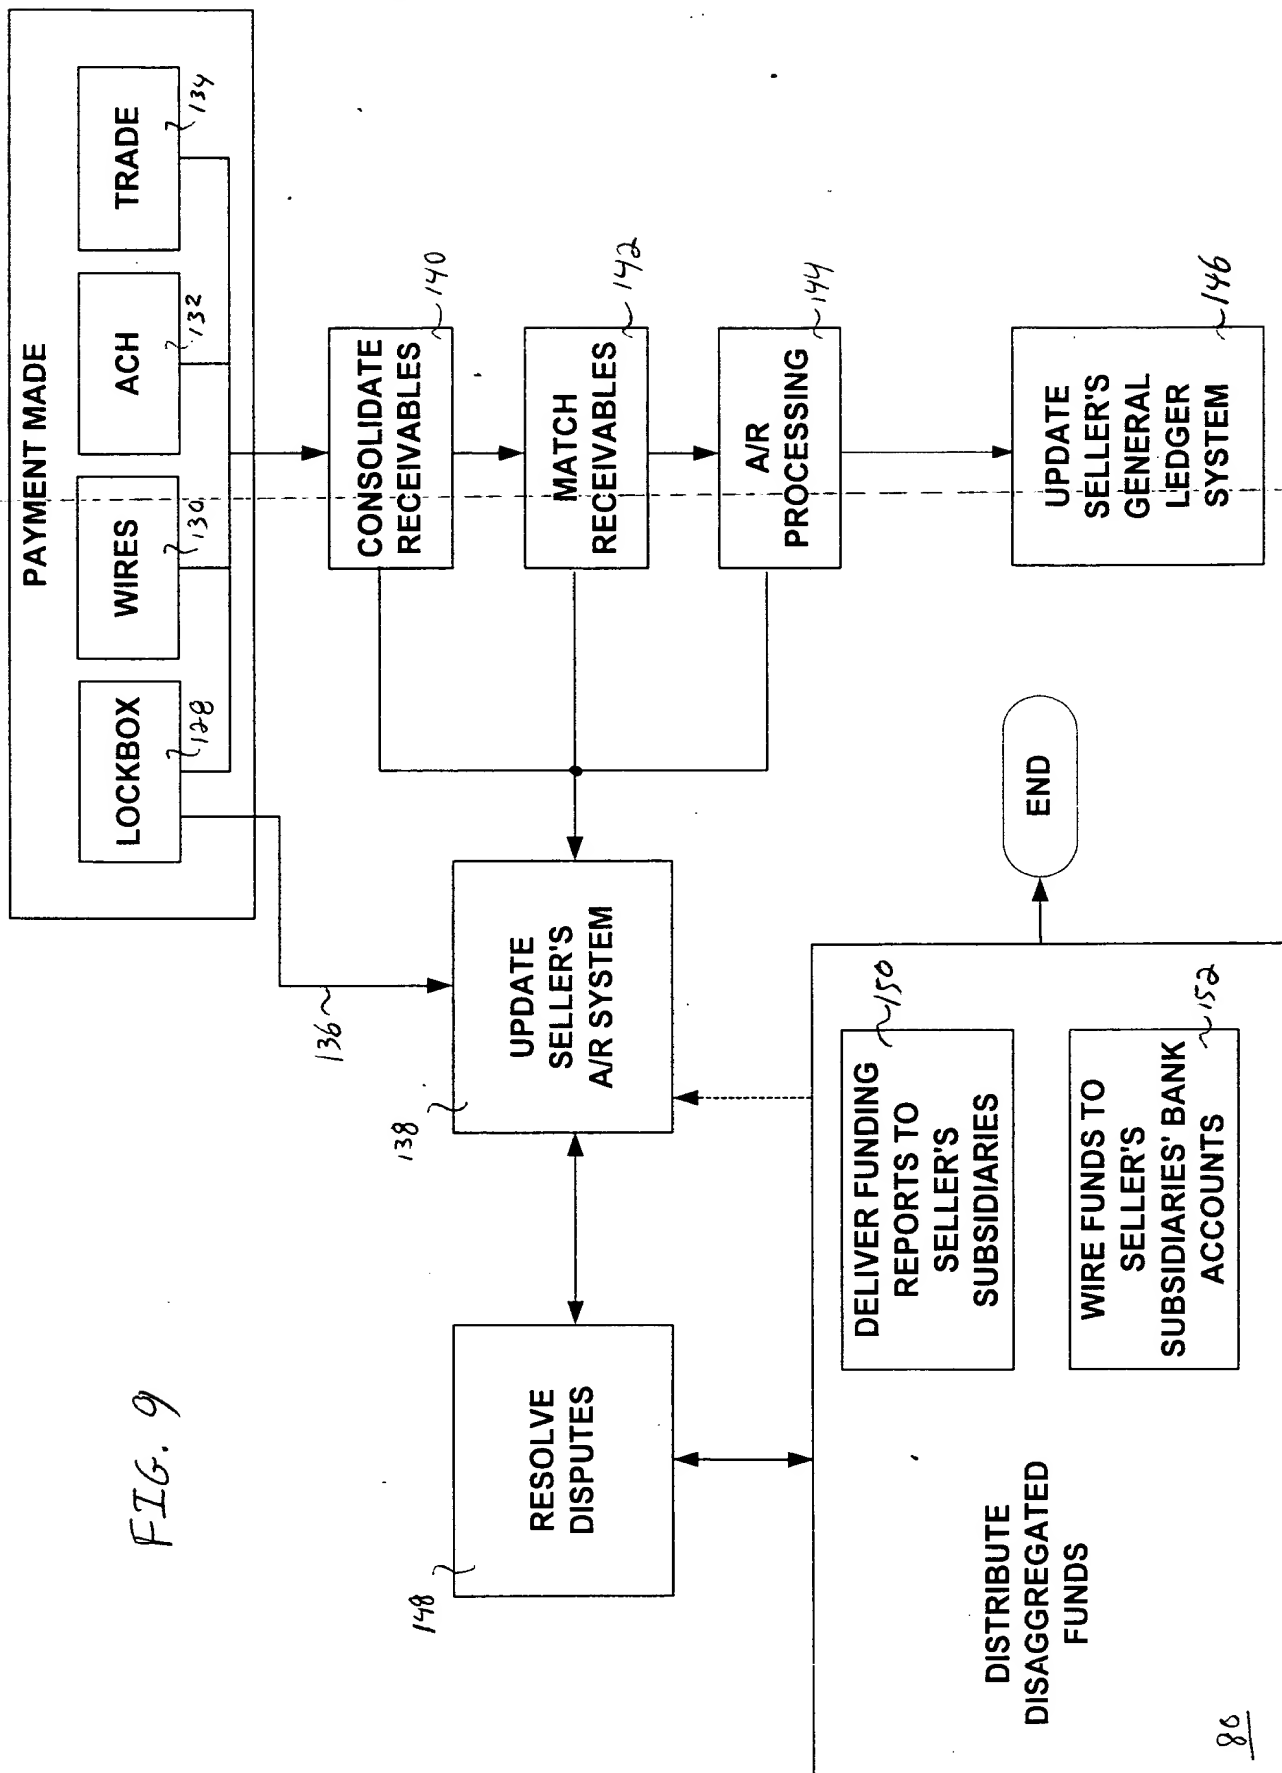 FIG. 9
PAYMENT MADE
LOCKBOX
128
WIRES
130
ACH
132
TRADE
134
136
138
UPDATE
SELLER'S
A/R SYSTEM
CONSOLIDATE
RECEIVABLES
140
MATCH
RECEIVABLES
142
A/R
PROCESSING
144
UPDATE
SELLER'S
GENERAL
LEDGER
SYSTEM
146
148
RESOLVE
DISPUTES
DISTRIBUTE
DISAGGREGATED
FUNDS
DELIVER FUNDING
REPORTS TO
SELLER'S
SUBSIDIARIES
150
WIRE FUNDS TO
SELLER'S
SUBSIDIARIES' BANK
ACCOUNTS
152
END
80